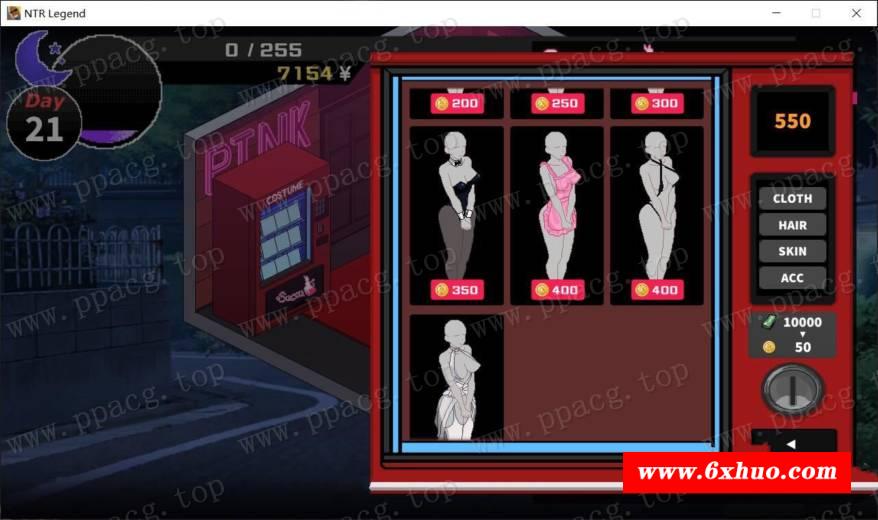 NTR Legend
0 / 255
7154 ¥
Day
21
PINK
COSTUME
200
250
300
350
400
400
550
CLOTH
HAIR
SKIN
ACC
10000
50
www.6xhuo.com
www.ppacg.top